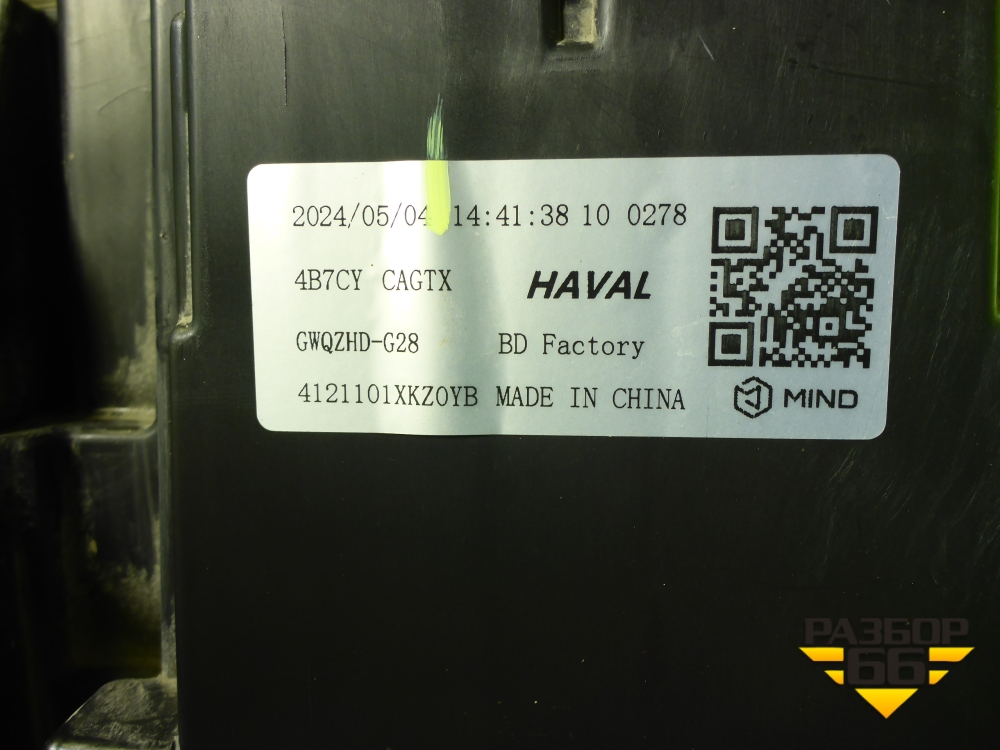 2024/05/04 14:41:38 10 0278
4B7CY CAGTX HAVAL
GWQZHD-G28 BD Factory
4121101XKZ0YB MADE IN CHINA
MIND
РАЗБОР
66